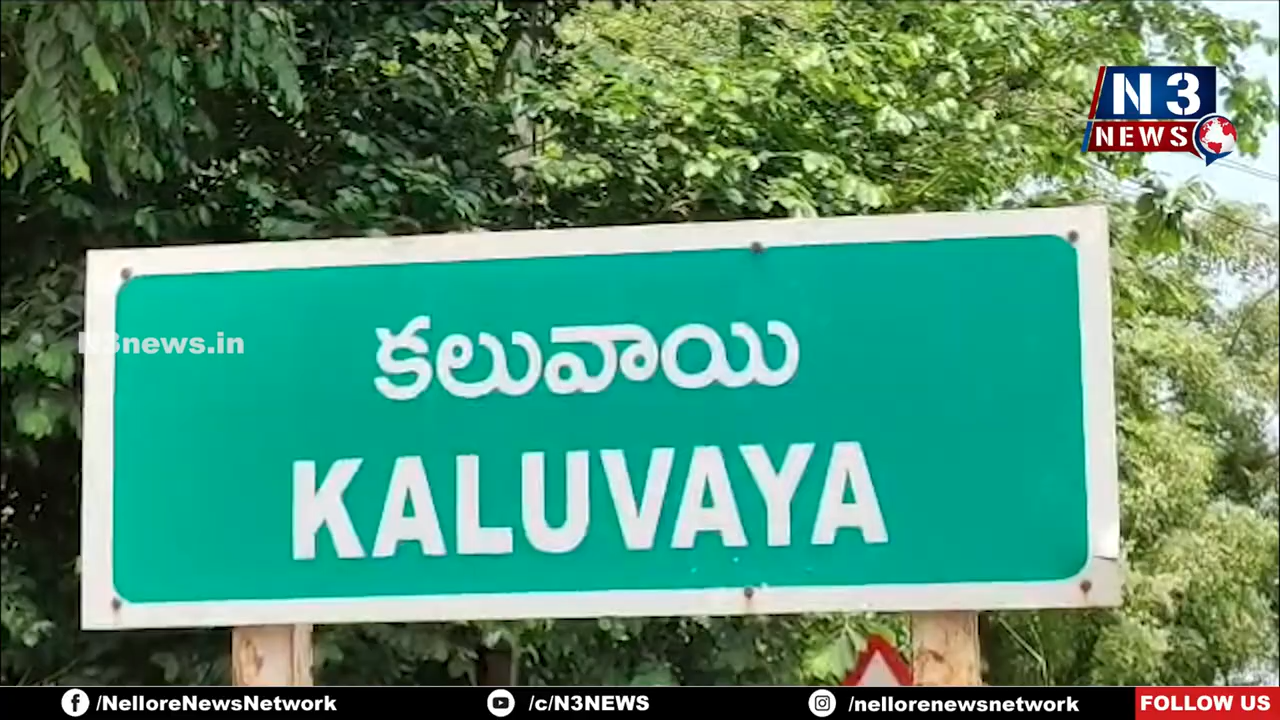 N3
NEWS
N3news.in
కలువాయి
KALUVAYA
/NelloreNewsNetwork
/c/N3NEWS
/nellorenewsnetwork
FOLLOW US